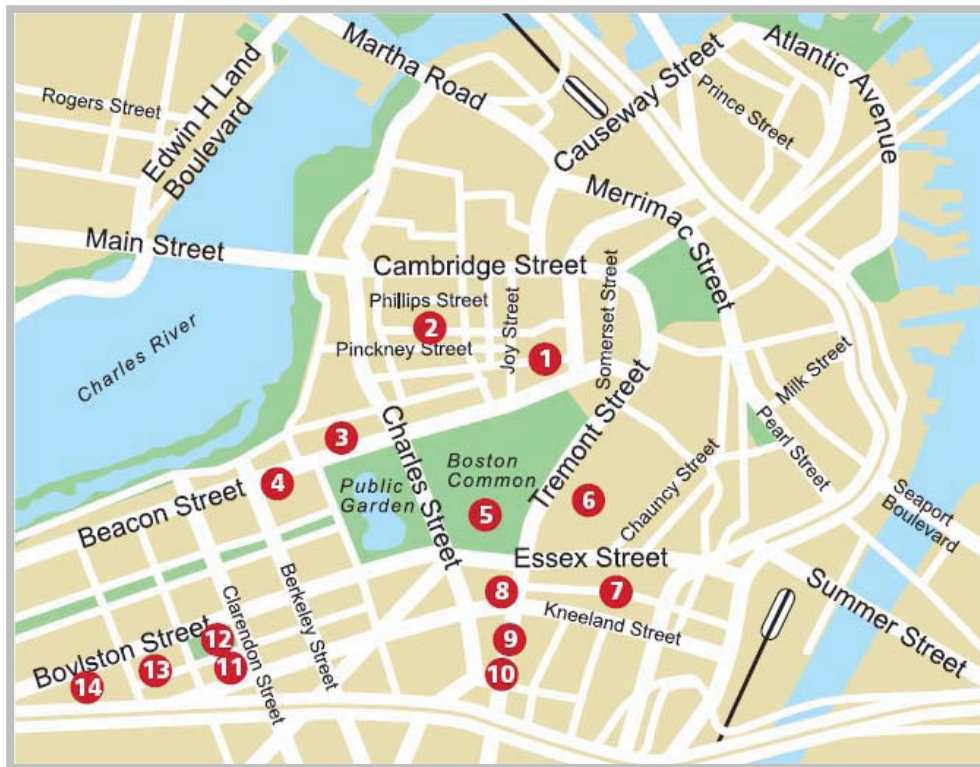 Martha Road
Atlantic Avenue
Causeway Street
Prince Street
Rogers Street
Edwin H Land
Boulevard
Merrimac Street
Main Street
Cambridge Street
Phillips Street
2
Pinckney Street
Joy Street
1
Somerset Street
Charles River
Milk Street
Pearl Street
3
Charles Street
Boston
Common
Tremont Street
4
Public
Garden
5
6
Chauncy Street
Seaport
Boulevard
Beacon Street
Essex Street
Summer Street
8
7
Kneeland Street
Berkeley Street
Clarendon Street
Boylston Street
12
9
13
11
10
14